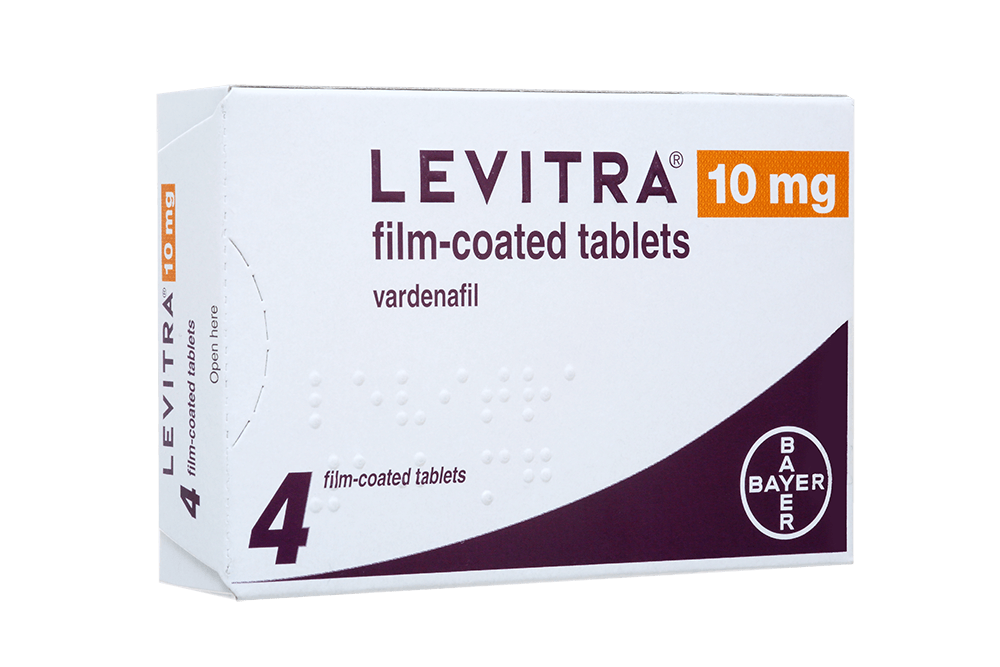 LEVITRA® 10 mg
film-coated tablets
vardenafil
4 film-coated tablets
BAYER
BAYER
LEVITRA® 10 mg
4 film-coated tablets
Open here